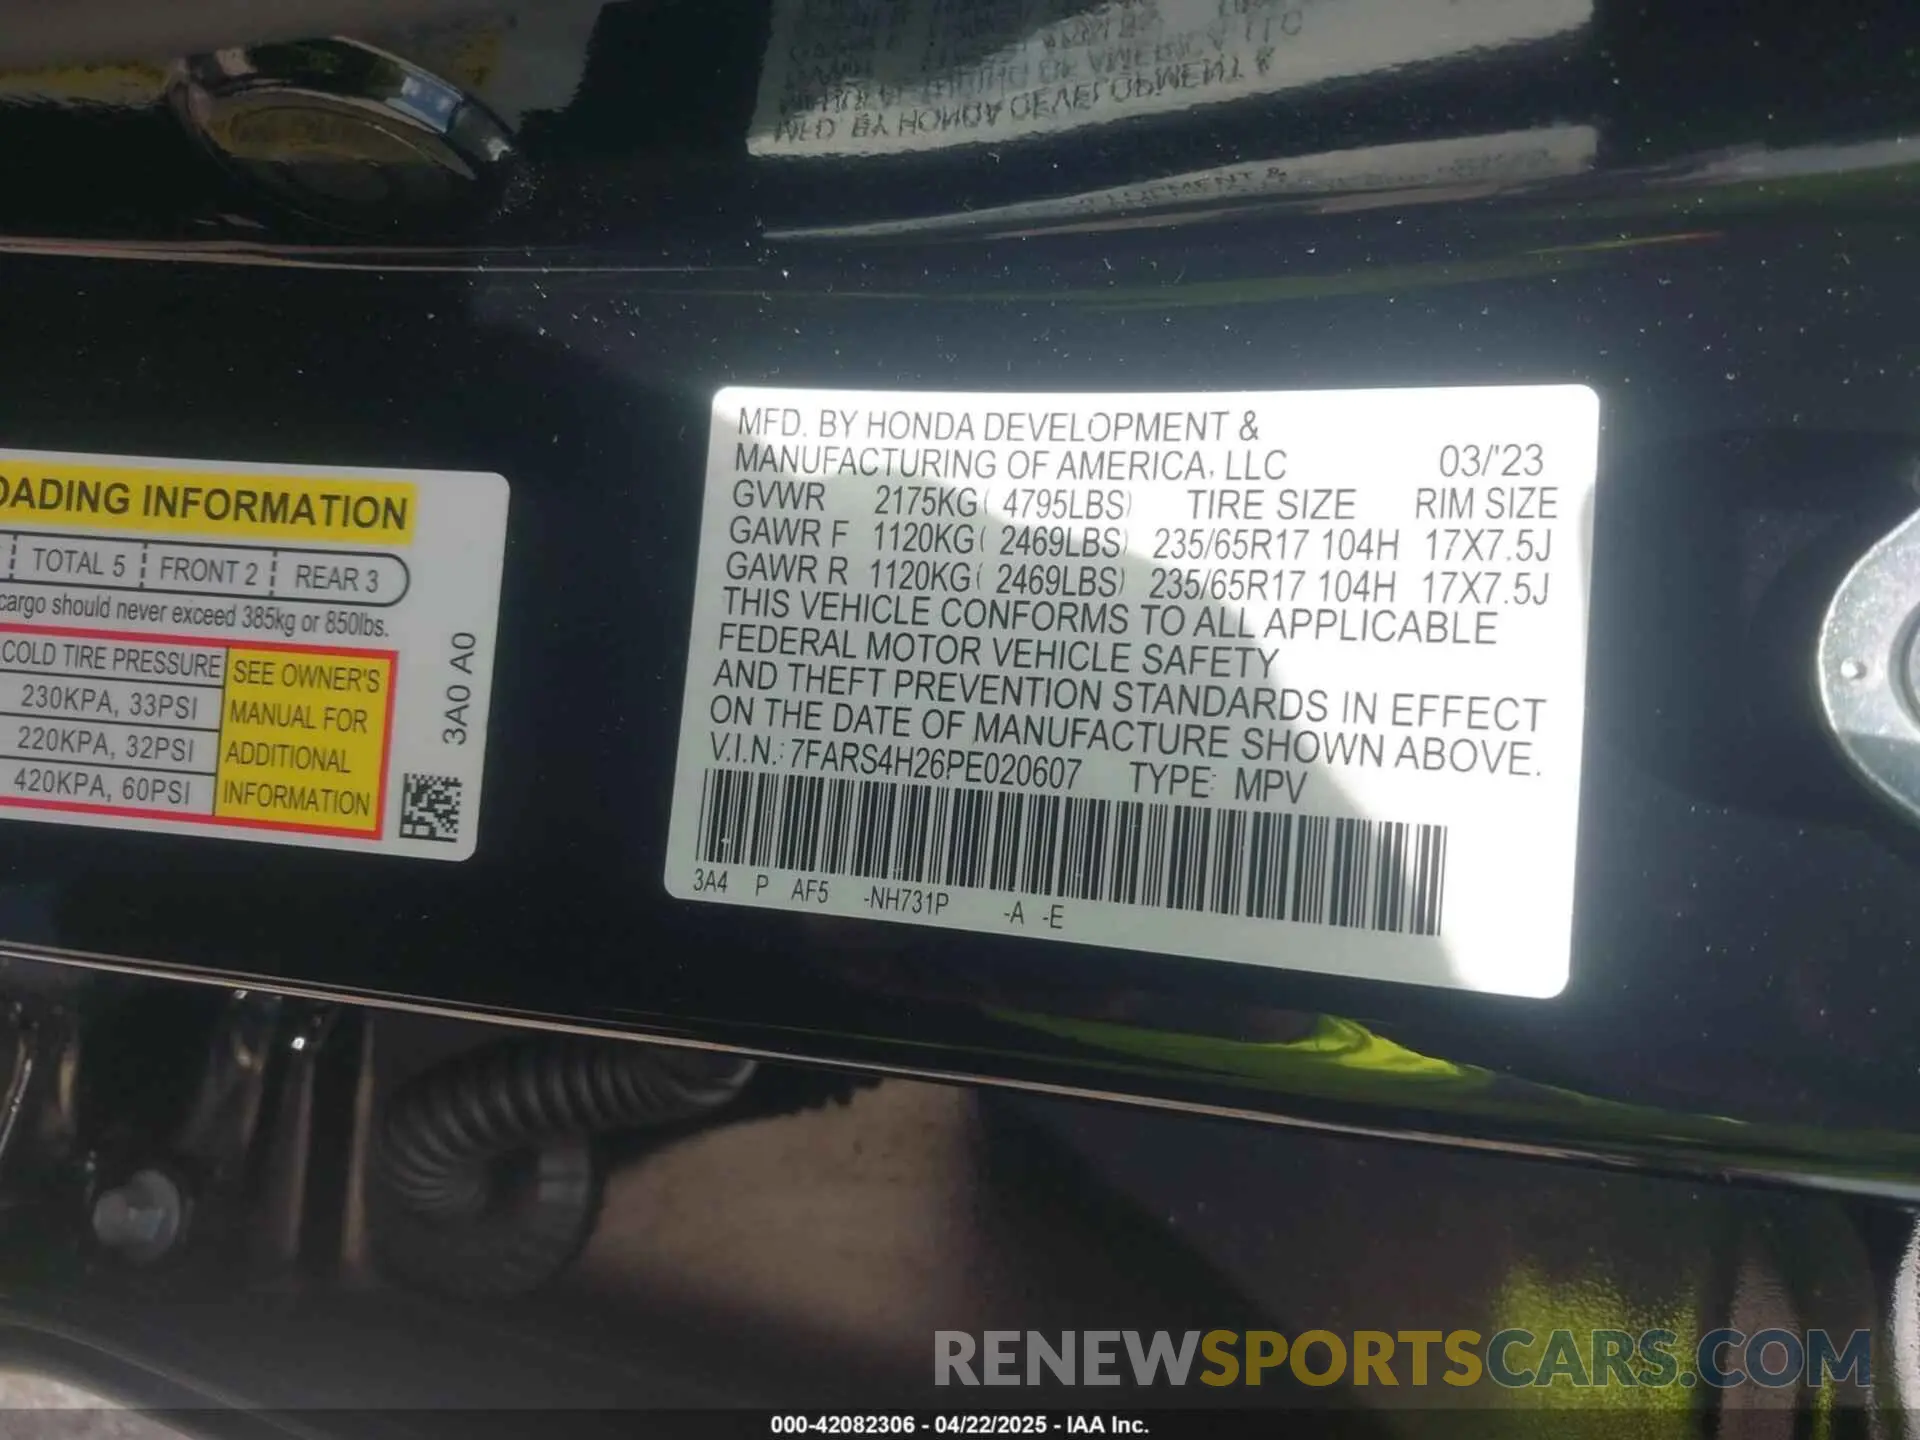 MFD. BY HONDA DEVELOPMENT &
MANUFACTURING OF AMERICA, LLC 03/'23
GVWR 2175KG( 4795LBS) TIRE SIZE RIM SIZE
GAWR F 1120KG( 2469LBS) 235/65R17 104H 17X7.5J
GAWR R 1120KG( 2469LBS) 235/65R17 104H 17X7.5J
THIS VEHICLE CONFORMS TO ALL APPLICABLE
FEDERAL MOTOR VEHICLE SAFETY
AND THEFT PREVENTION STANDARDS IN EFFECT
ON THE DATE OF MANUFACTURE SHOWN ABOVE.
V.I.N.: 7FARS4H26PE020607 TYPE: MPV
3A4 P AF5 -NH731P -A -E
OADING INFORMATION
TOTAL 5 FRONT 2 REAR 3
cargo should never exceed 385kg or 850lbs.
COLD TIRE PRESSURE
230KPA, 33PSI
220KPA, 32PSI
420KPA, 60PSI
SEE OWNER'S
MANUAL FOR
ADDITIONAL
INFORMATION
3A0 A0
RENEWSPORTSCARS.COM
000-42082306 - 04/22/2025 - IAA Inc.